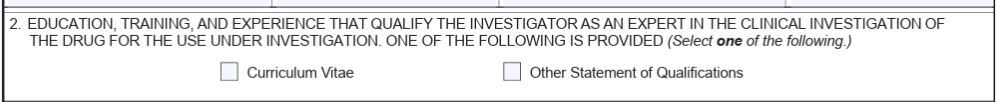 2. EDUCATION, TRAINING, AND EXPERIENCE THAT QUALIFY THE INVESTIGATOR AS AN EXPERT IN THE CLINICAL INVESTIGATION OF
THE DRUG FOR THE USE UNDER INVESTIGATION. ONE OF THE FOLLOWING IS PROVIDED (Select one of the following.)
Curriculum Vitae
Other Statement of Qualifications